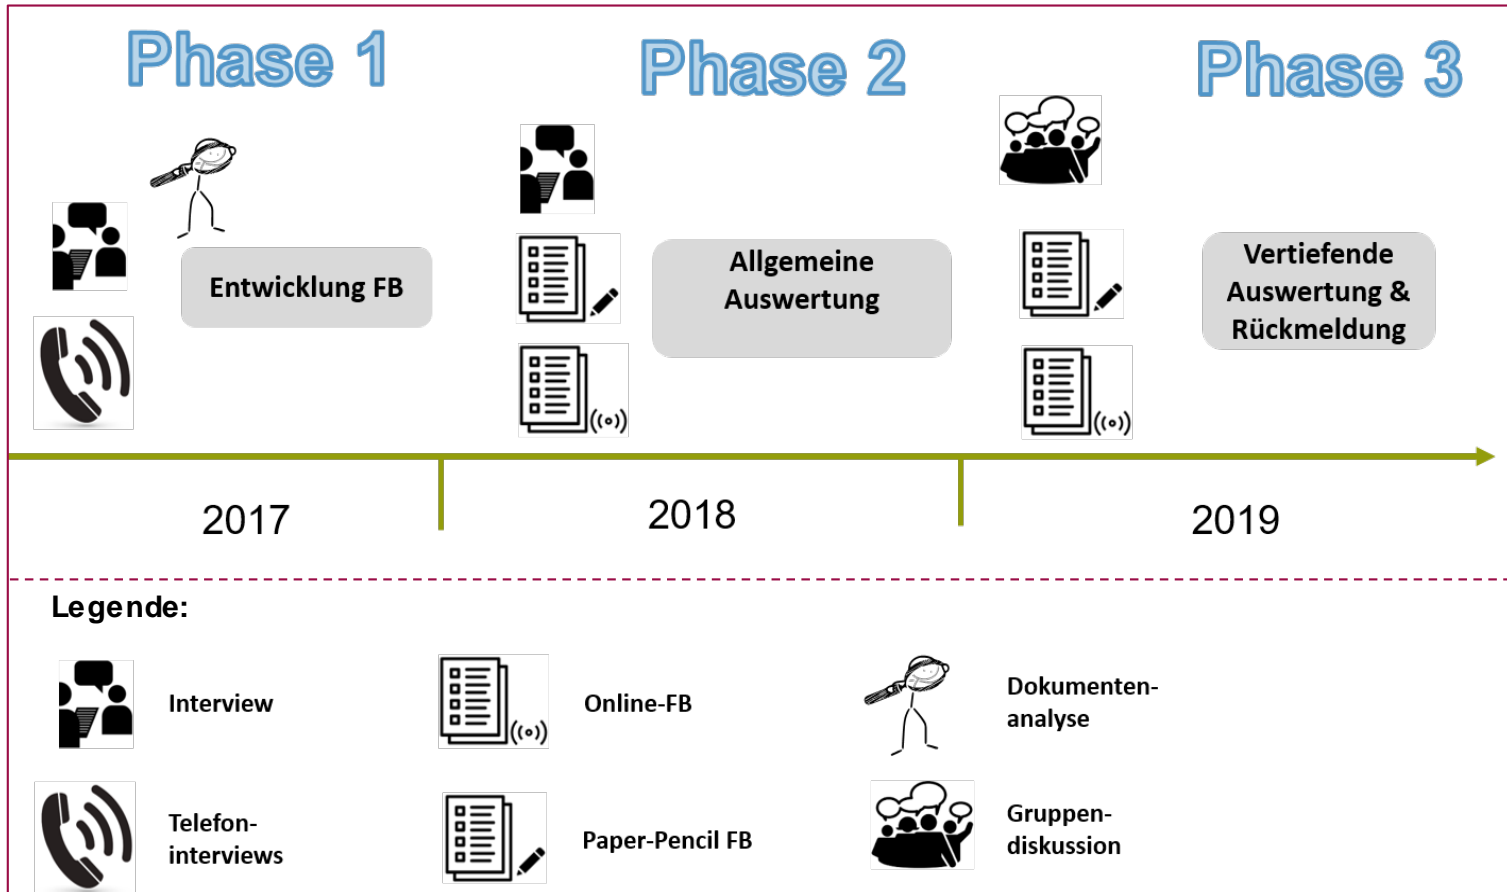 Phase 1
Phase 2
Phase 3
Entwicklung FB
Allgemeine
Auswertung
Vertiefende
Auswertung &
Rückmeldung
2017
2018
2019
Legende:
Interview
Online-FB
Dokumenten-
analyse
Telefon-
interviews
Paper-Pencil FB
Gruppen-
diskussion